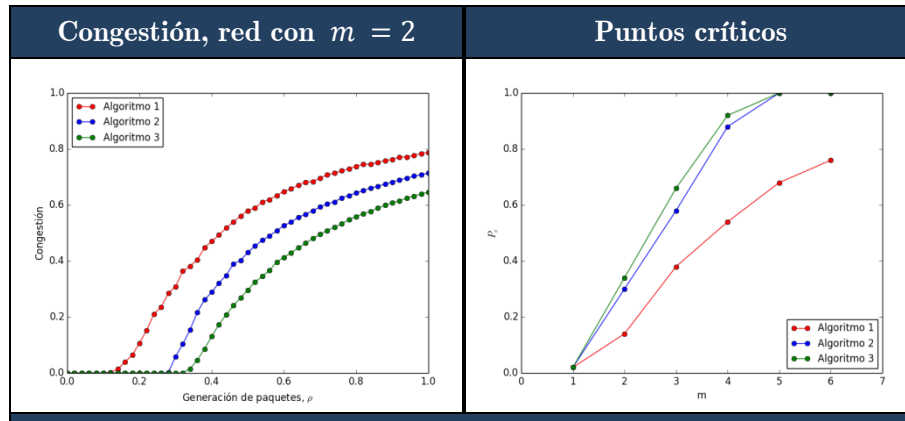 Congestión, red con m = 2
Puntos críticos
1.0
0.8
0.6
0.4
0.2
0.0
0.0 0.2 0.4 0.6 0.8 1.0
Congestión
Generación de paquetes, ρ
Algoritmo 1
Algoritmo 2
Algoritmo 3
1.0
0.8
0.6
0.4
0.2
0.0
0 1 2 3 4 5 6 7
P_c
m
Algoritmo 1
Algoritmo 2
Algoritmo 3